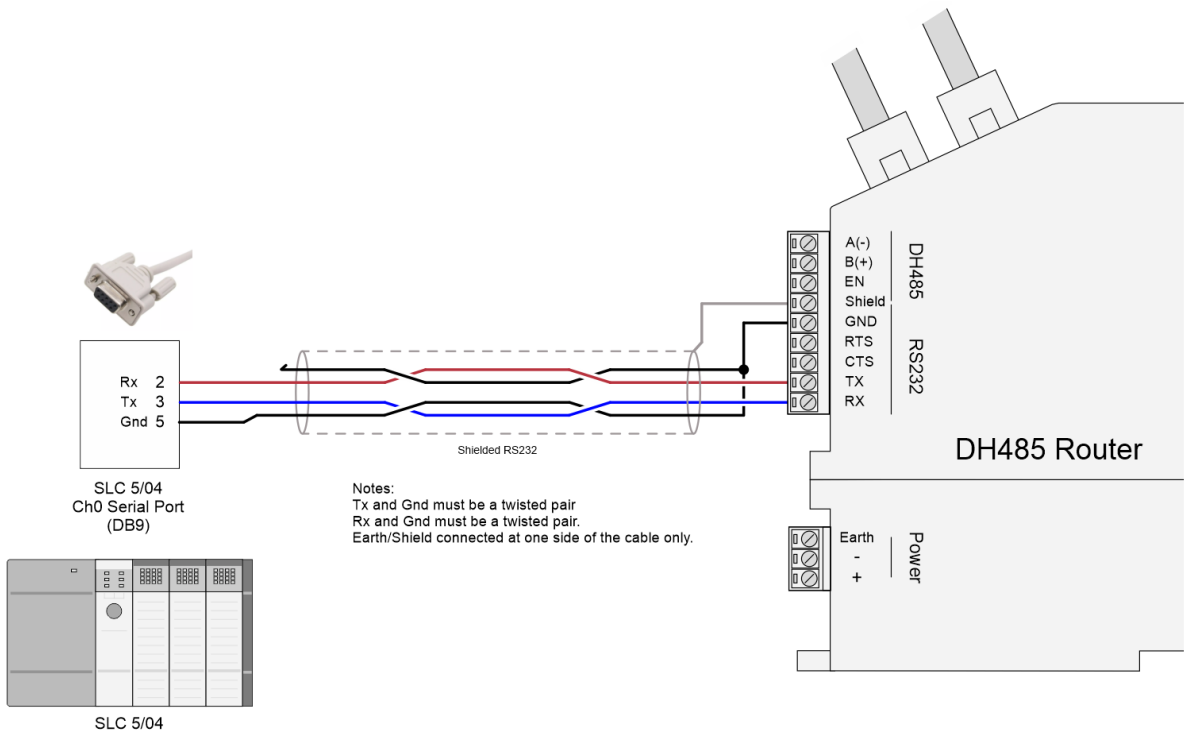 A(-)
B(+)
EN
Shield
GND
RTS
CTS
TX
RX
DH485
RS232
Rx 2
Tx 3
Gnd 5
Shielded RS232
DH485 Router
SLC 5/04
Ch0 Serial Port
(DB9)
Notes:
Tx and Gnd must be a twisted pair
Rx and Gnd must be a twisted pair.
Earth/Shield connected at one side of the cable only.
Earth
-
+
Power
SLC 5/04